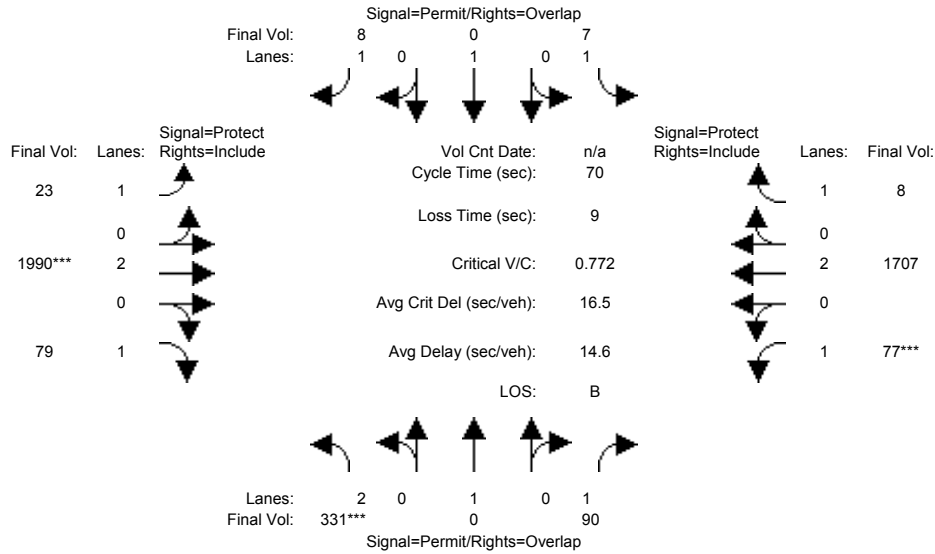 Signal=Permit/Rights=Overlap
Final Vol: 8 0 7
Lanes: 1 0 1 0 1
Signal=Protect Signal=Protect
Final Vol: Lanes: Rights=Include Vol Cnt Date: n/a Rights=Include Lanes: Final Vol:
Cycle Time (sec): 70
23 1 1 8
Loss Time (sec): 9
0 0
1990*** 2 Critical V/C: 0.772 2 1707
0 Avg Crit Del (sec/veh): 16.5 0
79 1 Avg Delay (sec/veh): 14.6 1 77***
LOS: B
Lanes: 2 0 1 0 1
Final Vol: 331*** 0 90
Signal=Permit/Rights=Overlap